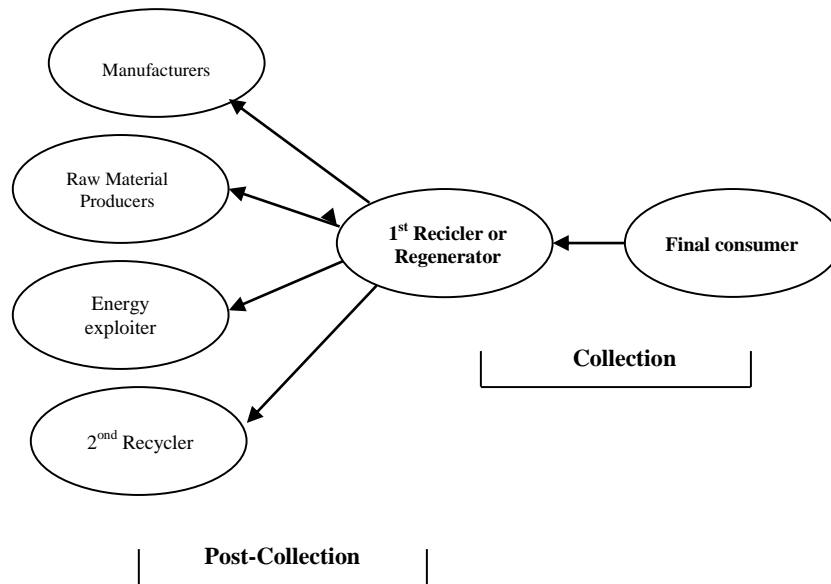 Manufacturers
Raw Material
Producers
1st Recicler or
Regenerator
Final consumer
Energy
exploiter
Collection
2ond Recycler
Post-Collection